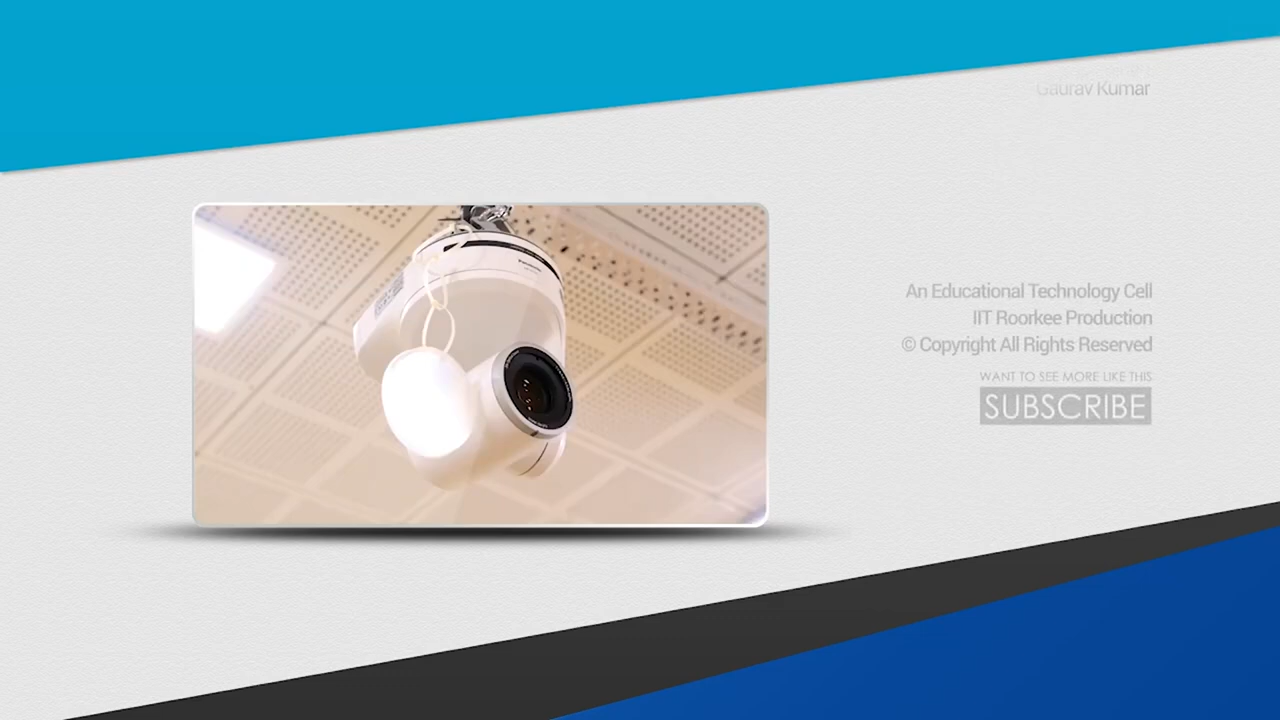 Gaurav Kumar
Panasonic
An Educational Technology Cell
IIT Roorkee Production
© Copyright All Rights Reserved
WANT TO SEE MORE LIKE THIS
SUBSCRIBE